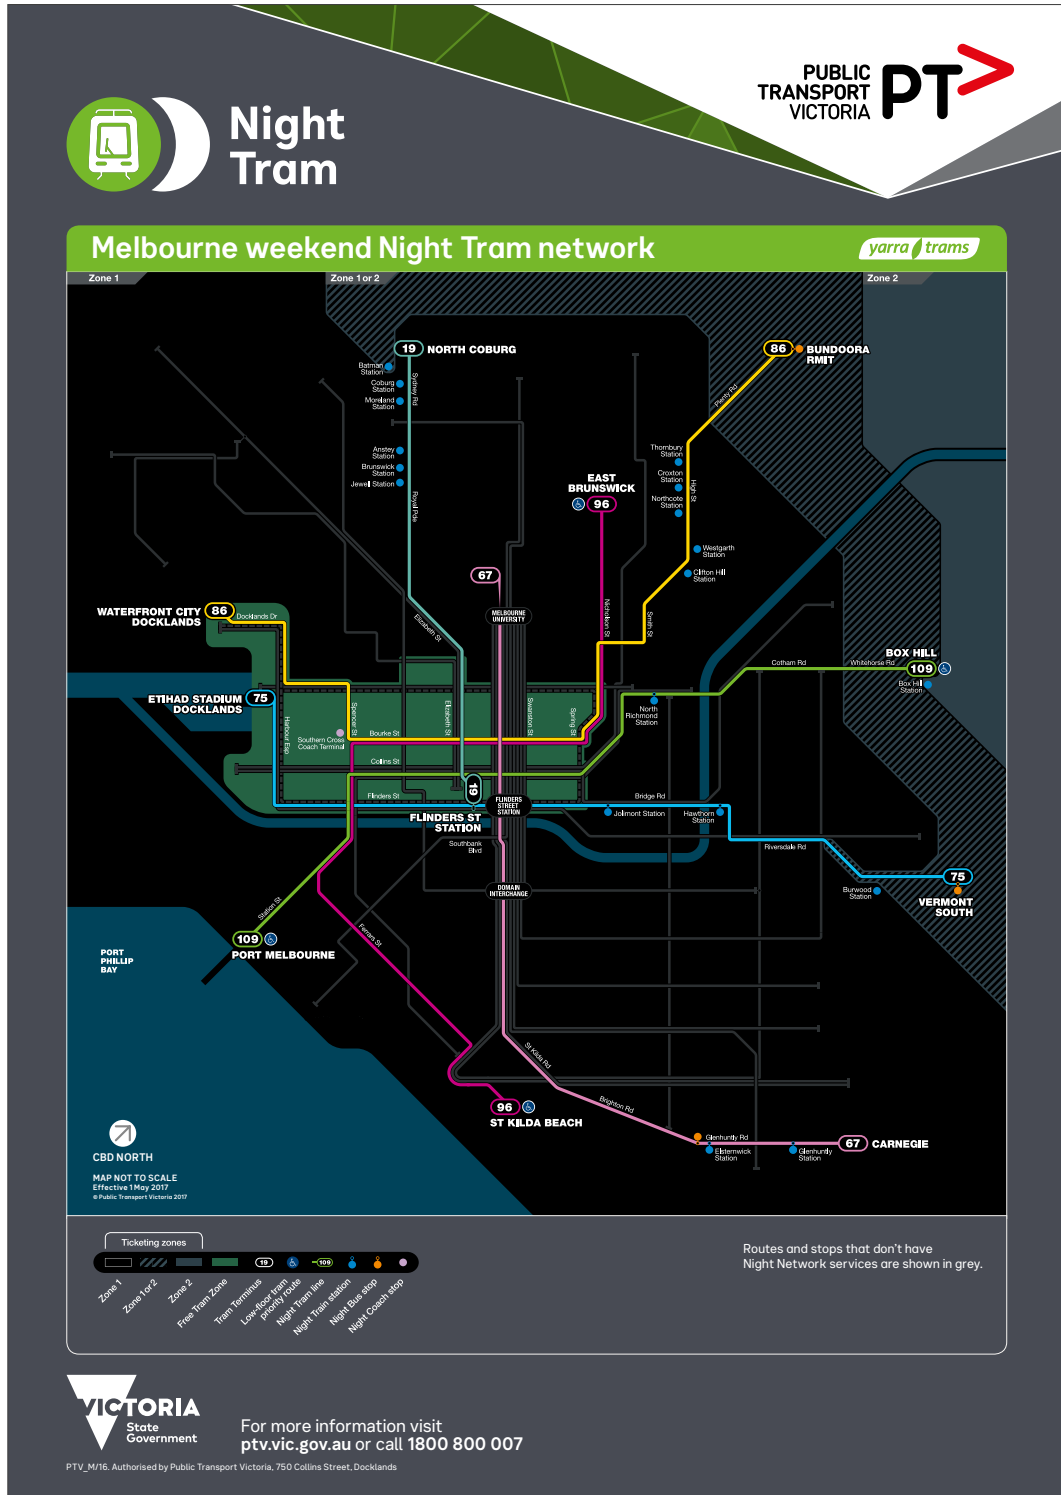 PUBLIC
TRANSPORT
VICTORIA
PT
Night
Tram
Melbourne weekend Night Tram network
yarra trams
Zone 1
Zone 1 or 2
Zone 2
19
NORTH COBURG
86
BUNDOORA
RMIT
Batman
Station
Coburg
Station
Moreland
Station
Sydney Rd
Plenty Rd
Anstey
Station
Brunswick
Station
Jewell Station
Royal Pde
Thornbury
Station
Croxton
Station
Northcote
Station
High St
EAST
BRUNSWICK
96
Westgarth
Station
Clifton Hill
Station
67
MELBOURNE
UNIVERSITY
Nicholson St
Smith St
Elizabeth St
WATERFRONT CITY
DOCKLANDS
86
Docklands Dr
BOX HILL
109
Cotham Rd
Whitehorse Rd
Box Hill
Station
ETIHAD STADIUM
DOCKLANDS
75
Harbour Esp
Spencer St
Elizabeth St
Swanston St
Spring St
North
Richmond
Station
Southern Cross
Coach Terminal
Bourke St
Collins St
Flinders St
19
FLINDERS ST
STATION
FLINDERS
STREET
STATION
Bridge Rd
Jolimont Station
Hawthorn
Station
Southbank
Blvd
Riversdale Rd
DOMAIN
INTERCHANGE
Burwood
Station
75
VERMONT
SOUTH
Station St
Ferrars St
109
PORT MELBOURNE
PORT
PHILLIP
BAY
St Kilda Rd
96
ST KILDA BEACH
Brighton Rd
Glenhuntly Rd
Elsternwick
Station
Glenhuntly
Station
67
CARNEGIE
CBD NORTH
MAP NOT TO SCALE
Effective 1 May 2017
© Public Transport Victoria 2017
Ticketing zones
19
109
Zone 1
Zone 1 or 2
Zone 2
Free Tram Zone
Tram Terminus
Low-floor tram
priority route
Night Tram line
Night Train station
Night Bus stop
Night Coach stop
Routes and stops that don't have
Night Network services are shown in grey.
VICTORIA
State
Government
For more information visit
ptv.vic.gov.au or call 1800 800 007
PTV_M/16. Authorised by Public Transport Victoria, 750 Collins Street, Docklands